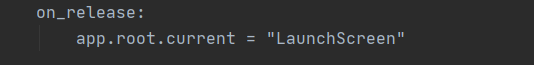 on_release:
app.root.current = "LaunchScreen"